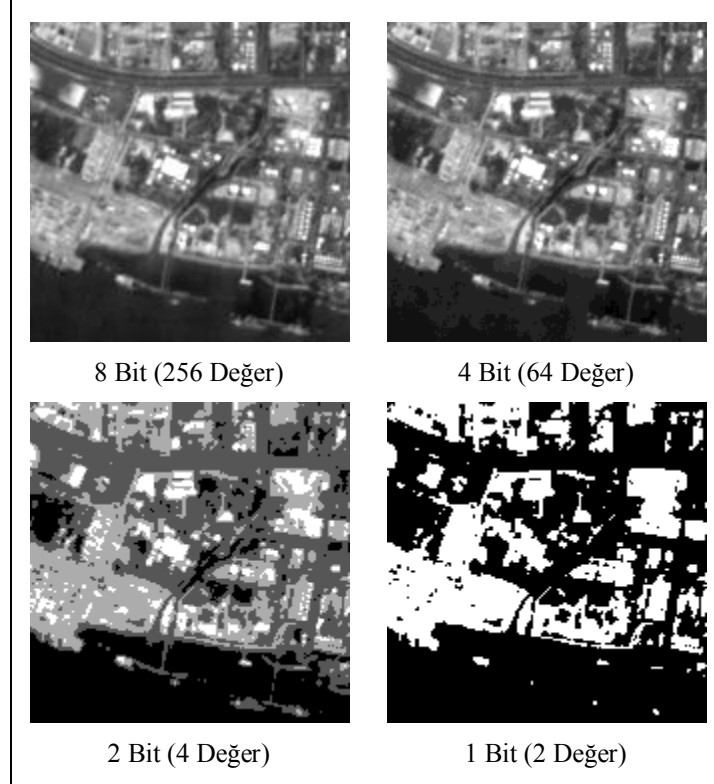 8 Bit (256 Değer)
4 Bit (64 Değer)
2 Bit (4 Değer)
1 Bit (2 Değer)